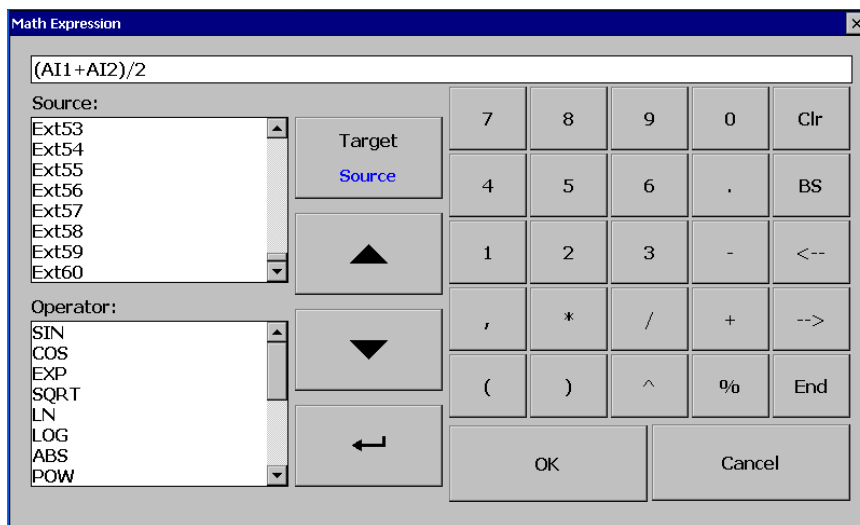 Math Expression
(AI1+AI2)/2
Source:
Ext53
Ext54
Ext55
Ext56
Ext57
Ext58
Ext59
Ext60
Operator:
SIN
COS
EXP
SQRT
LN
LOG
ABS
POW
Target
Source
7 8 9 0 Clr
4 5 6 . BS
1 2 3 - <--
, * / + -->
( ) ^ % End
OK Cancel